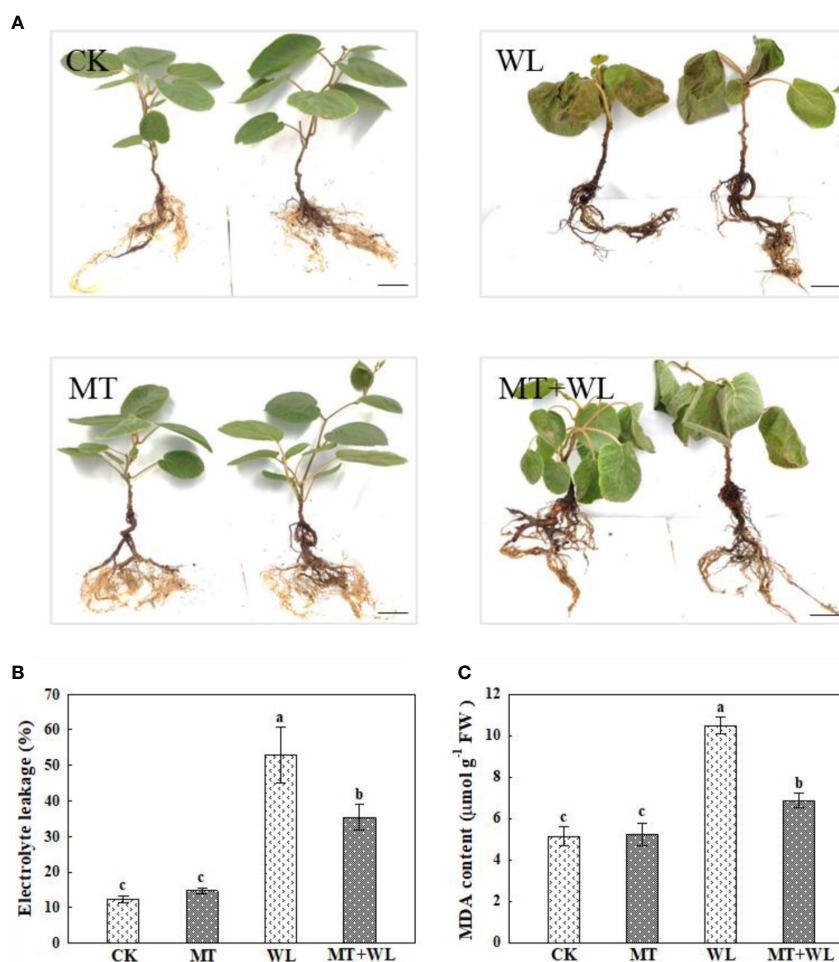 A
CK
WL
MT
MT+WL
B
Electrolyte leakage (%)
70
60
50
40
30
20
10
0
c
c
a
b
CK
MT
WL
MT+WL
C
MDA content (µmol g⁻¹ FW )
12
10
8
6
4
2
0
c
c
a
b
CK
MT
WL
MT+WL